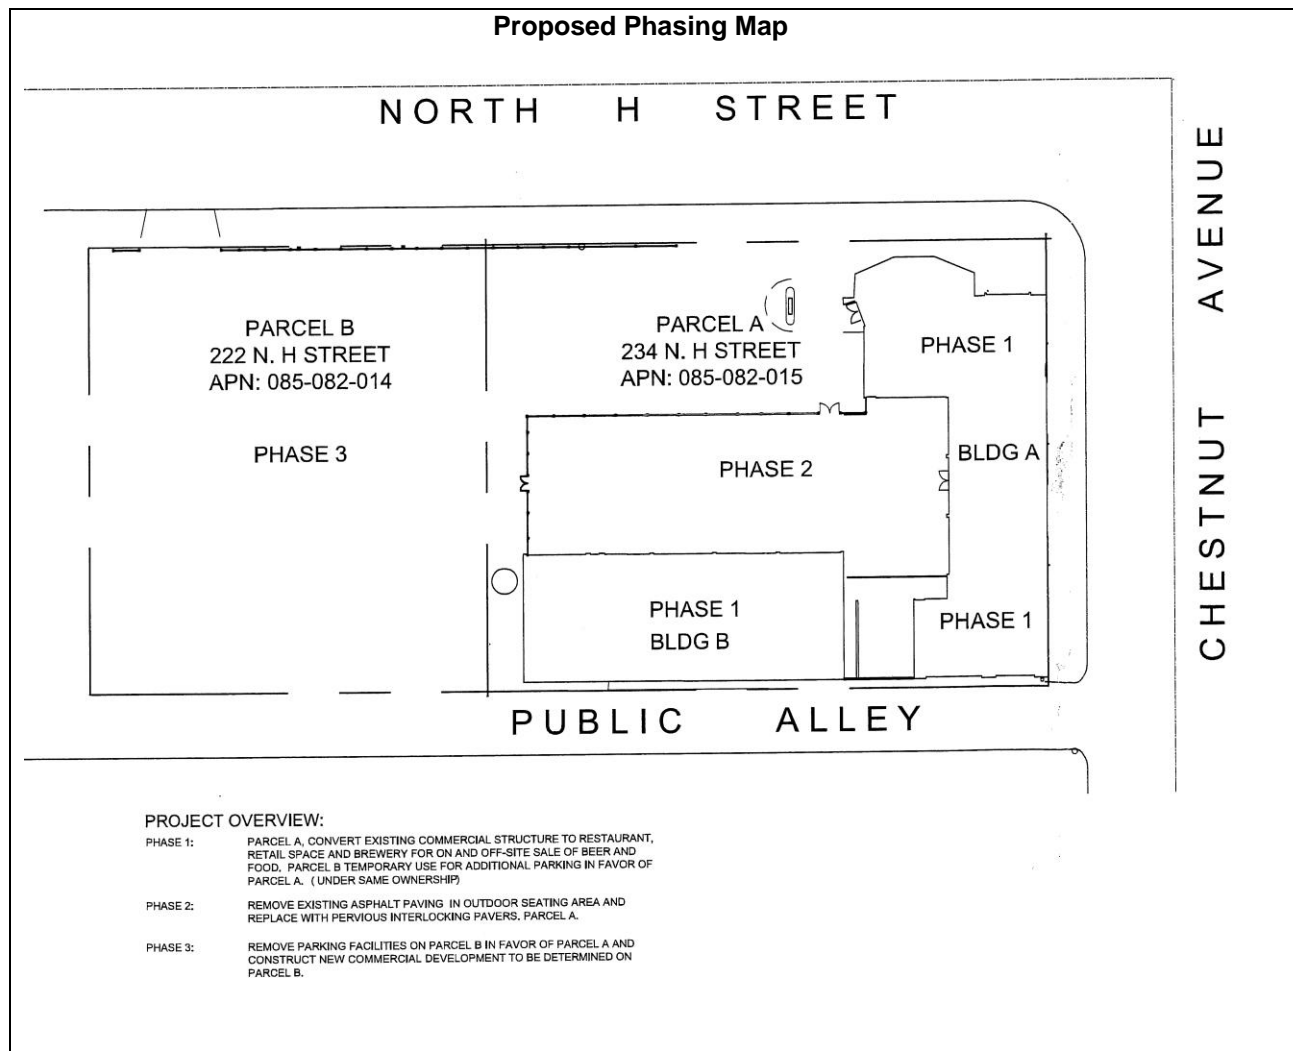 Proposed Phasing Map
NORTH H STREET
CHESTNUT AVENUE
PARCEL B
222 N. H STREET
APN: 085-082-014
PHASE 3
PARCEL A
234 N. H STREET
APN: 085-082-015
PHASE 1
BLDG A
PHASE 2
PHASE 1
BLDG B
PHASE 1
PUBLIC ALLEY
PROJECT OVERVIEW:
PHASE 1: PARCEL A, CONVERT EXISTING COMMERCIAL STRUCTURE TO RESTAURANT,
RETAIL SPACE AND BREWERY FOR ON AND OFF-SITE SALE OF BEER AND
FOOD, PARCEL B TEMPORARY USE FOR ADDITIONAL PARKING IN FAVOR OF
PARCEL A. (UNDER SAME OWNERSHIP)
PHASE 2: REMOVE EXISTING ASPHALT PAVING IN OUTDOOR SEATING AREA AND
REPLACE WITH PERVIOUS INTERLOCKING PAVERS, PARCEL A.
PHASE 3: REMOVE PARKING FACILITIES ON PARCEL B IN FAVOR OF PARCEL A AND
CONSTRUCT NEW COMMERCIAL DEVELOPMENT TO BE DETERMINED ON
PARCEL B.